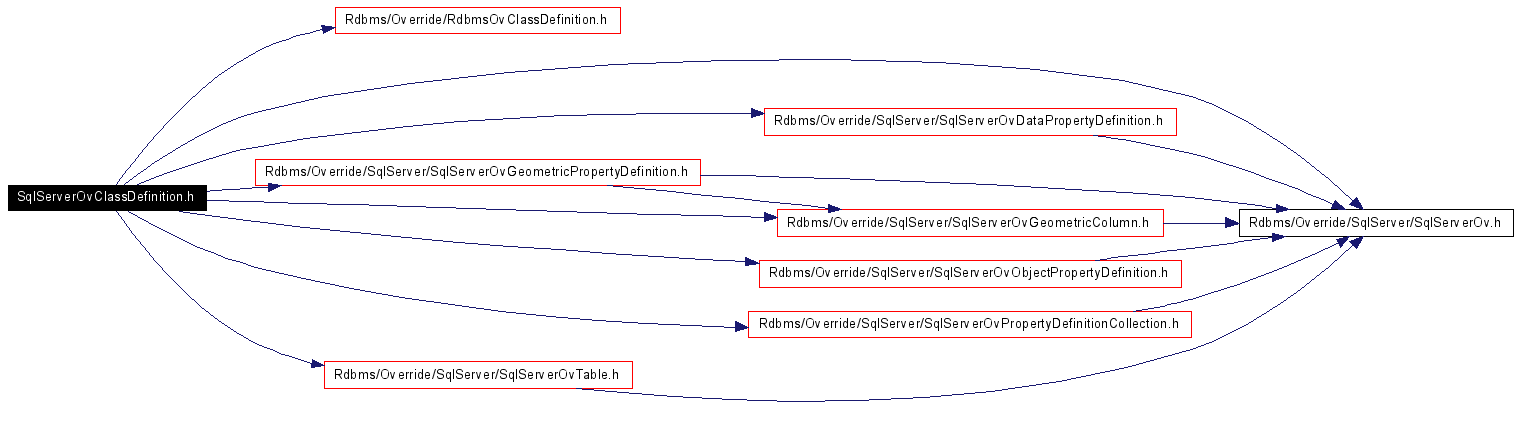 Rdbms/Override/RdbmsOvClassDefinition.h
Rdbms/Override/SqlServer/SqlServerOvDataPropertyDefinition.h
Rdbms/Override/SqlServer/SqlServerOvGeometricPropertyDefinition.h
SqlServerOvClassDefinition.h
Rdbms/Override/SqlServer/SqlServerOvGeometricColumn.h
Rdbms/Override/SqlServer/SqlServerOv.h
Rdbms/Override/SqlServer/SqlServerOvObjectPropertyDefinition.h
Rdbms/Override/SqlServer/SqlServerOvPropertyDefinitionCollection.h
Rdbms/Override/SqlServer/SqlServerOvTable.h